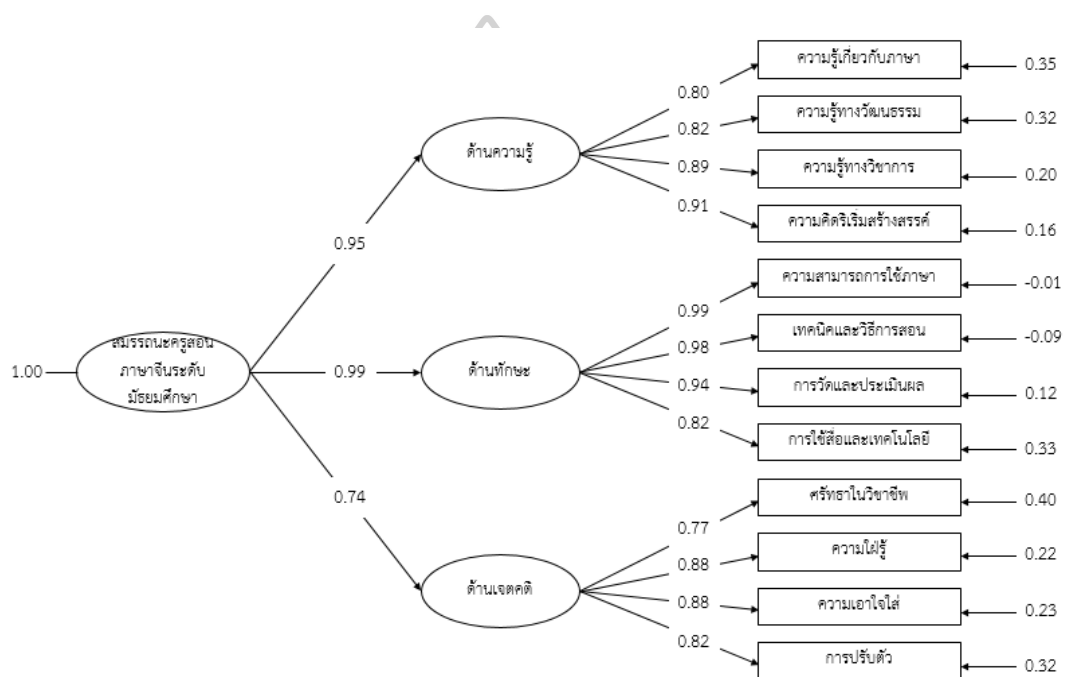 ความรู้เกี่ยวกับภาษา
0.35
0.80
ความรู้ทางวัฒนธรรม
0.32
0.82
ด้านความรู้
ความรู้ทางวิชาการ
0.20
0.89
0.91
ความคิดริเริ่มสร้างสรรค์
0.16
0.95
ความสามารถการใช้ภาษา
-0.01
0.99
เทคนิคและวิธีการสอน
-0.09
0.98
1.00
สมรรถนะครูสอน
ภาษาจีนระดับ
มัธยมศึกษา
0.99
ด้านทักษะ
0.94
การวัดและประเมินผล
0.12
0.82
การใช้สื่อและเทคโนโลยี
0.33
0.74
ศรัทธาในวิชาชีพ
0.40
0.77
ความใฝ่รู้
0.22
0.88
ด้านเจตคติ
0.88
ความเอาใจใส่
0.23
0.82
การปรับตัว
0.32